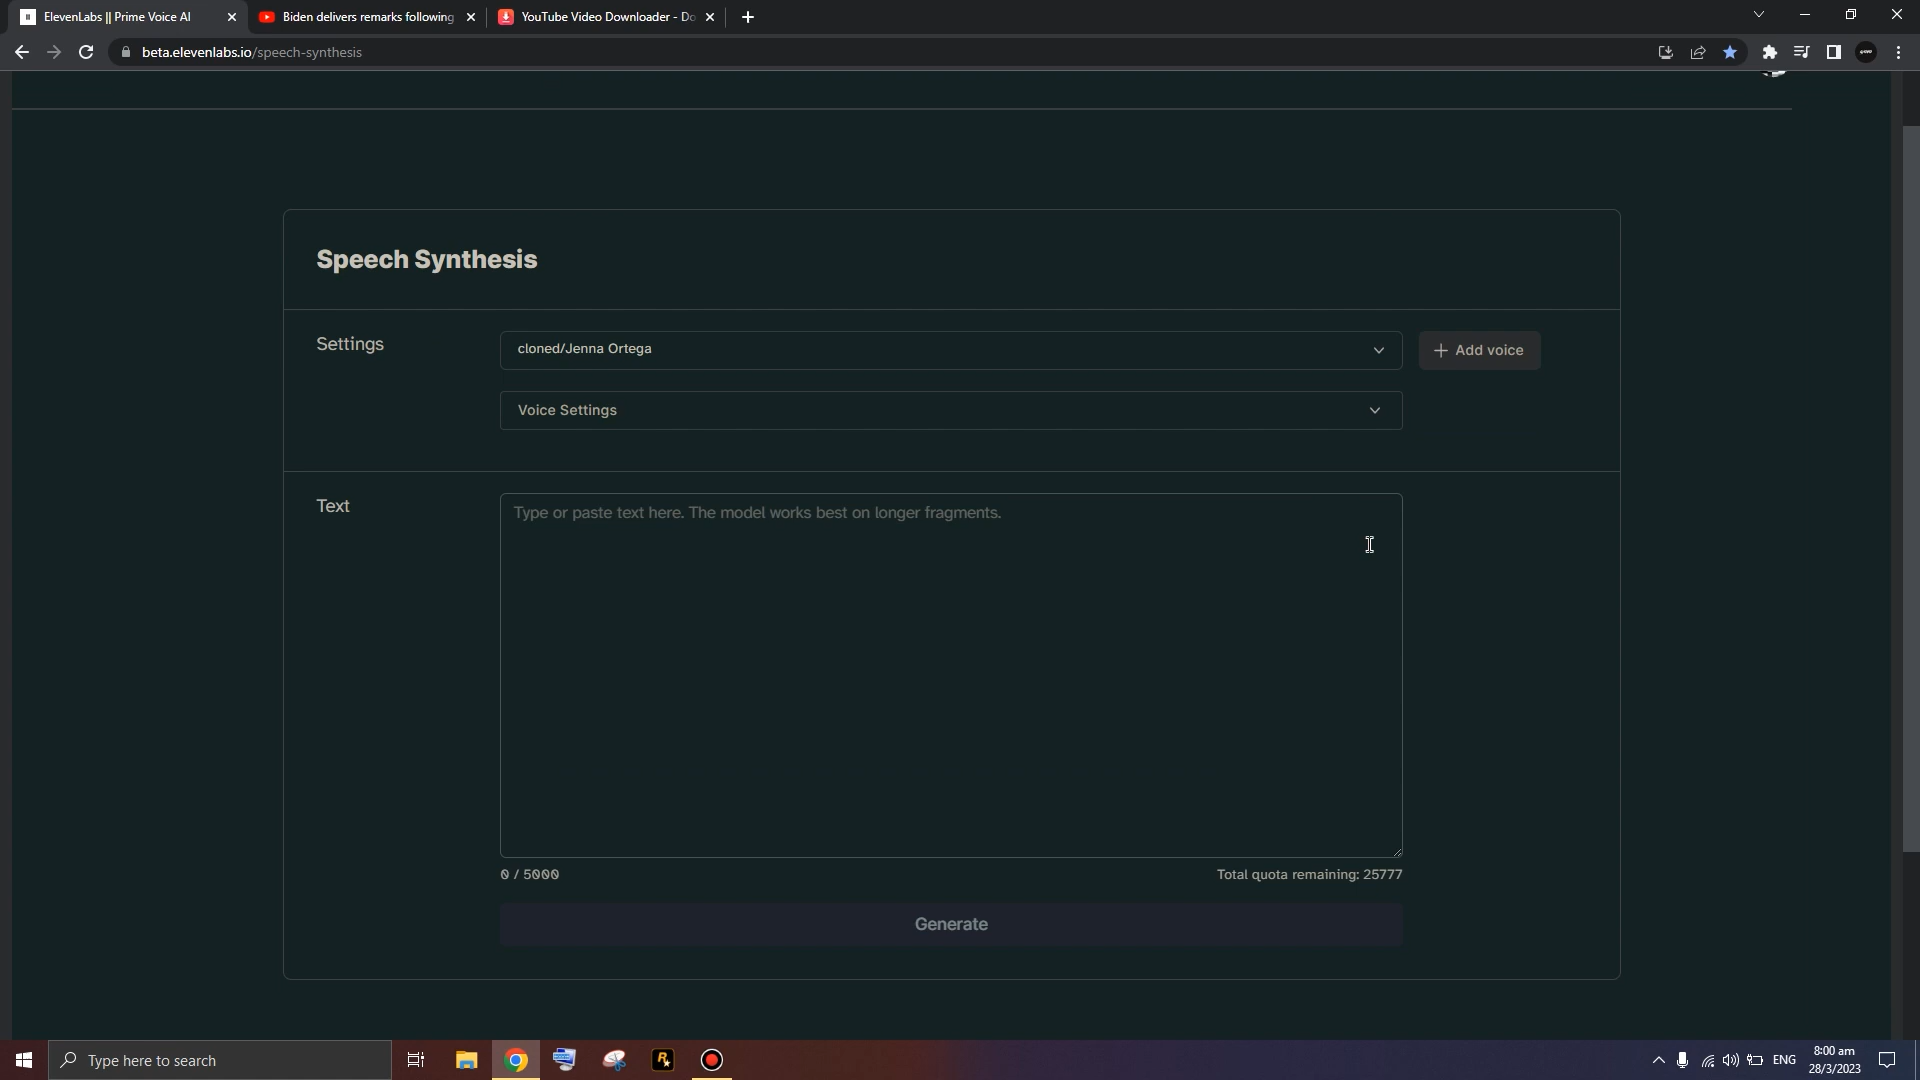 ElevenLabs || Prime Voice AI
Biden delivers remarks following
YouTube Video Downloader - Do
beta.elevenlabs.io/speech-synthesis
Speech Synthesis
Settings
cloned/Jenna Ortega
+ Add voice
Voice Settings
Text
Type or paste text here. The model works best on longer fragments.
0 / 5000
Total quota remaining: 25777
Generate
Type here to search
ENG
8:00 am
28/3/2023